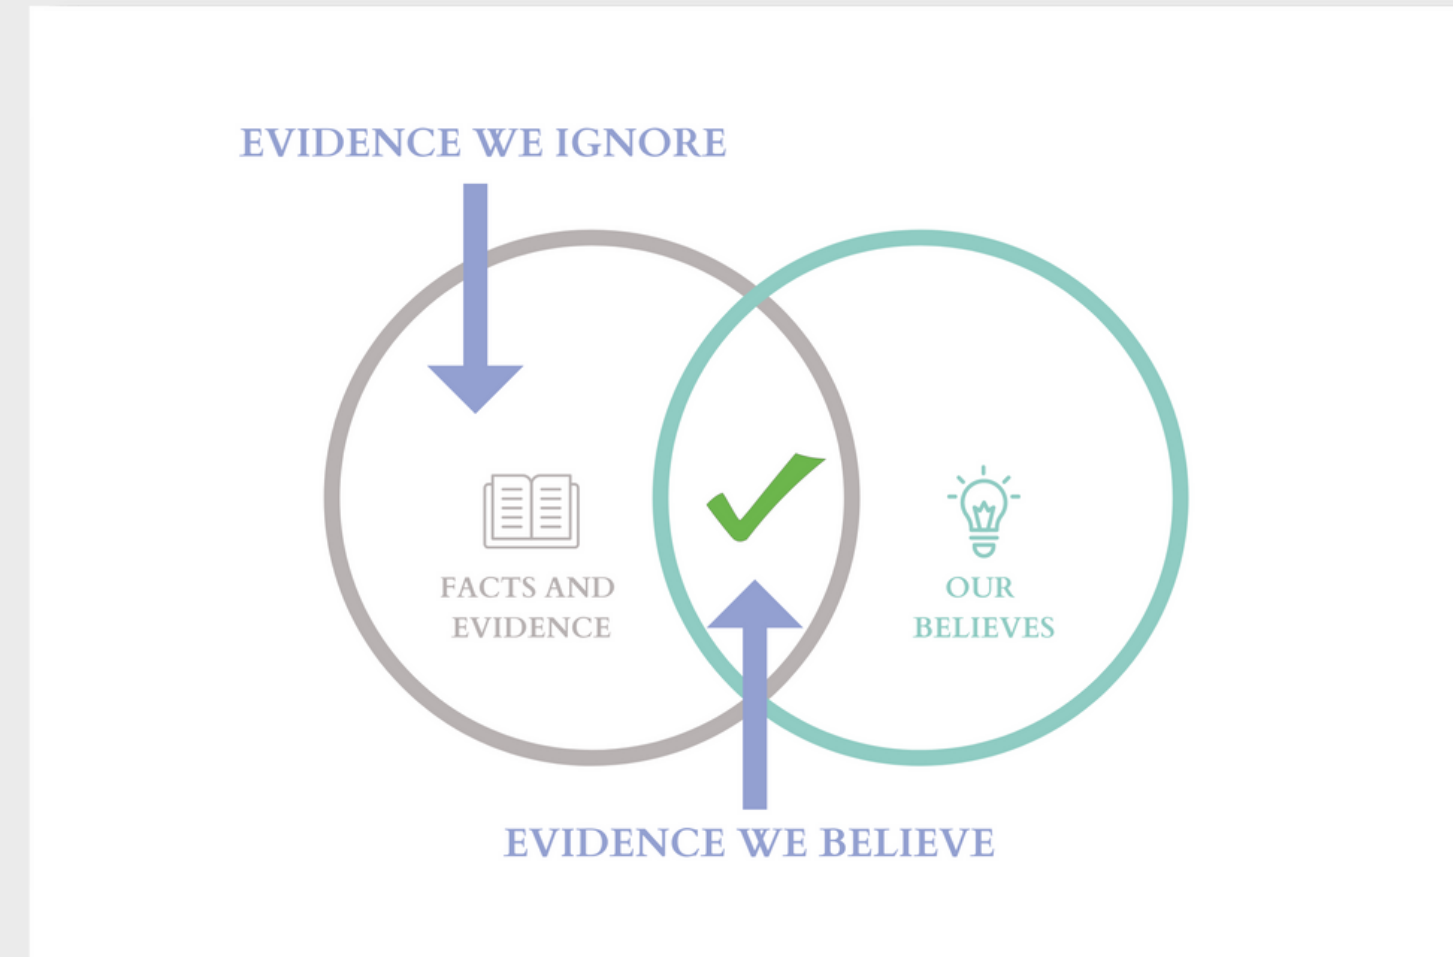 EVIDENCE WE IGNORE
FACTS AND
EVIDENCE
OUR
BELIEVES
EVIDENCE WE BELIEVE